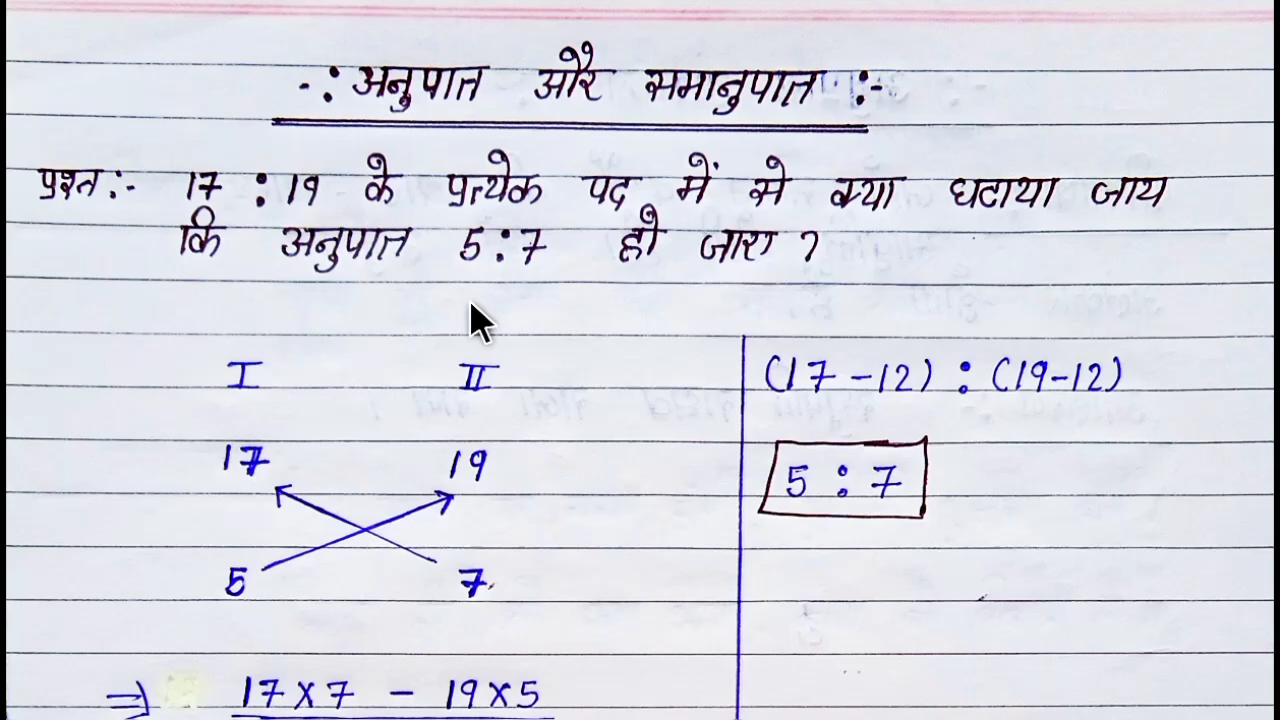 -: अनुपात और समानुपात :-
प्रश्न:- 17 : 19 के प्रत्येक पद में से क्या घटाया जाय
कि अनुपात 5:7 हो जाए ?
I II
17 19
5 7
⇒ 17×7 - 19×5
(17-12) : (19-12)
5 : 7